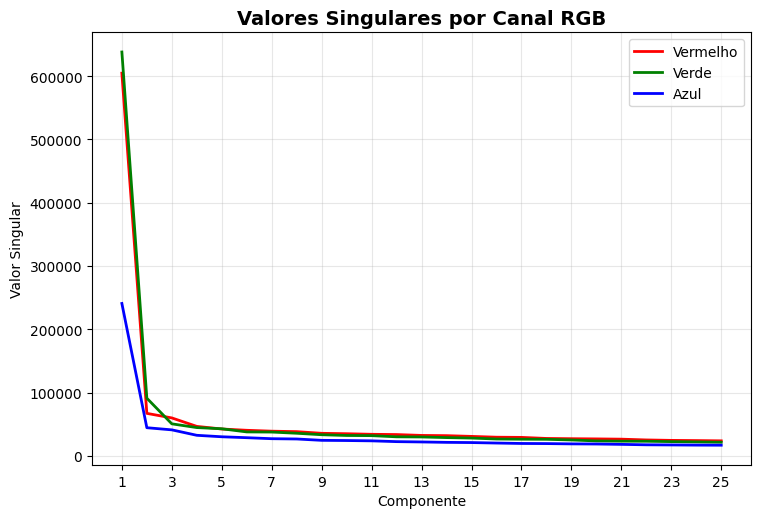 Valores Singulares por Canal RGB
Vermelho
Verde
Azul
600000
500000
400000
300000
200000
100000
0
Valor Singular
1 3 5 7 9 11 13 15 17 19 21 23 25
Componente